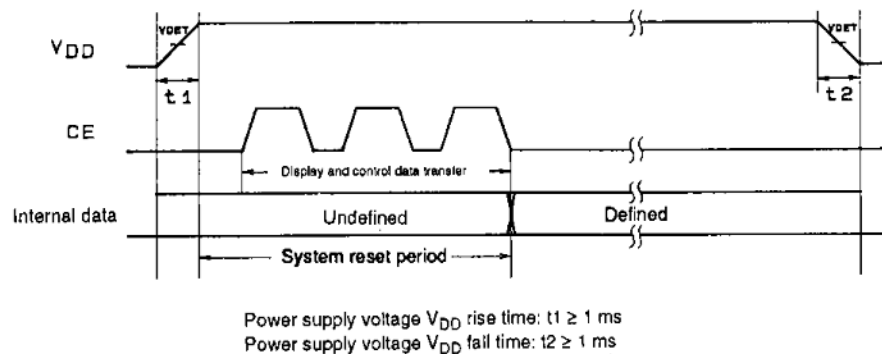 VDET
VDET
VDD
t1
t2
CE
Display and control data transfer
Internal data
Undefined
Defined
System reset period
Power supply voltage VDD rise time: t1 ≥ 1 ms
Power supply voltage VDD fall time: t2 ≥ 1 ms